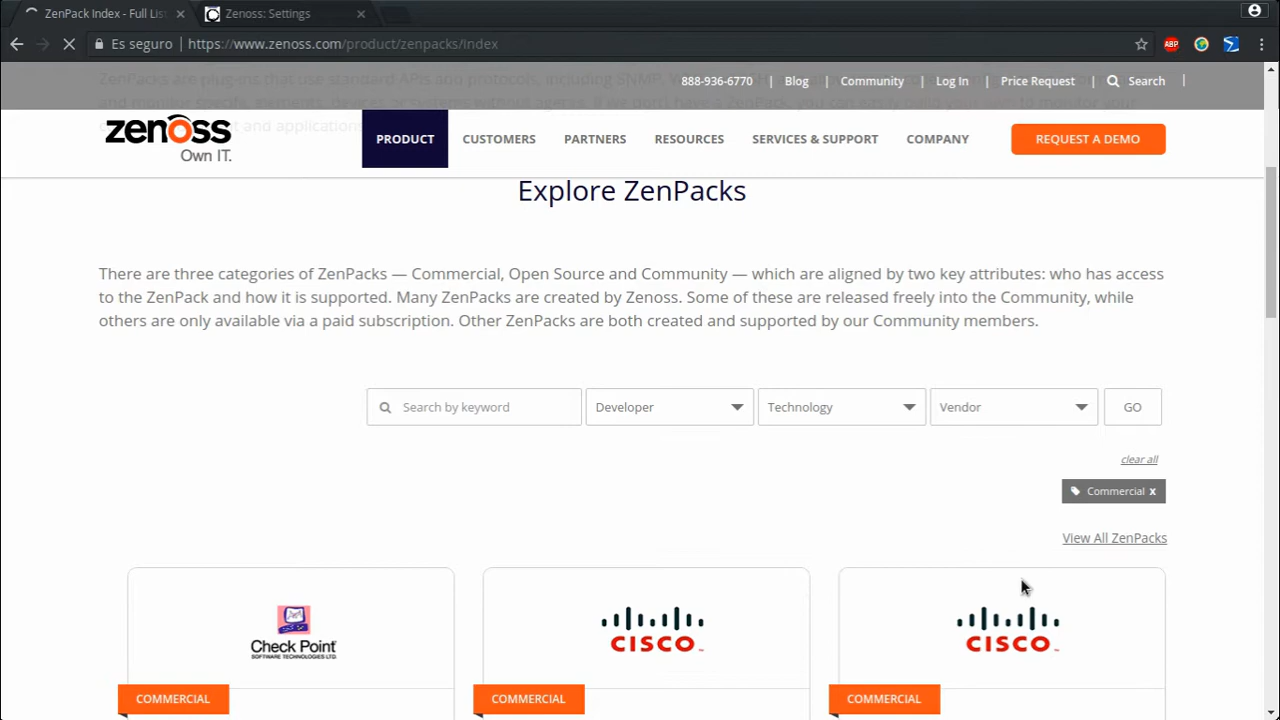 ZenPack Index - Full Lis
Zenoss: Settings
Es seguro
https://www.zenoss.com/product/zenpacks/Index
888-936-6770
Blog
Community
Log In
Price Request
Search
zenoss
Own IT.
PRODUCT
CUSTOMERS
PARTNERS
RESOURCES
SERVICES & SUPPORT
COMPANY
REQUEST A DEMO
Explore ZenPacks
There are three categories of ZenPacks — Commercial, Open Source and Community — which are aligned by two key attributes: who has access
to the ZenPack and how it is supported. Many ZenPacks are created by Zenoss. Some of these are released freely into the Community, while
others are only available via a paid subscription. Other ZenPacks are both created and supported by our Community members.
Search by keyword
Developer
Technology
Vendor
GO
clear all
Commercial x
View All ZenPacks
Check Point
SOFTWARE TECHNOLOGIES LTD.
CISCO
CISCO
COMMERCIAL
COMMERCIAL
COMMERCIAL